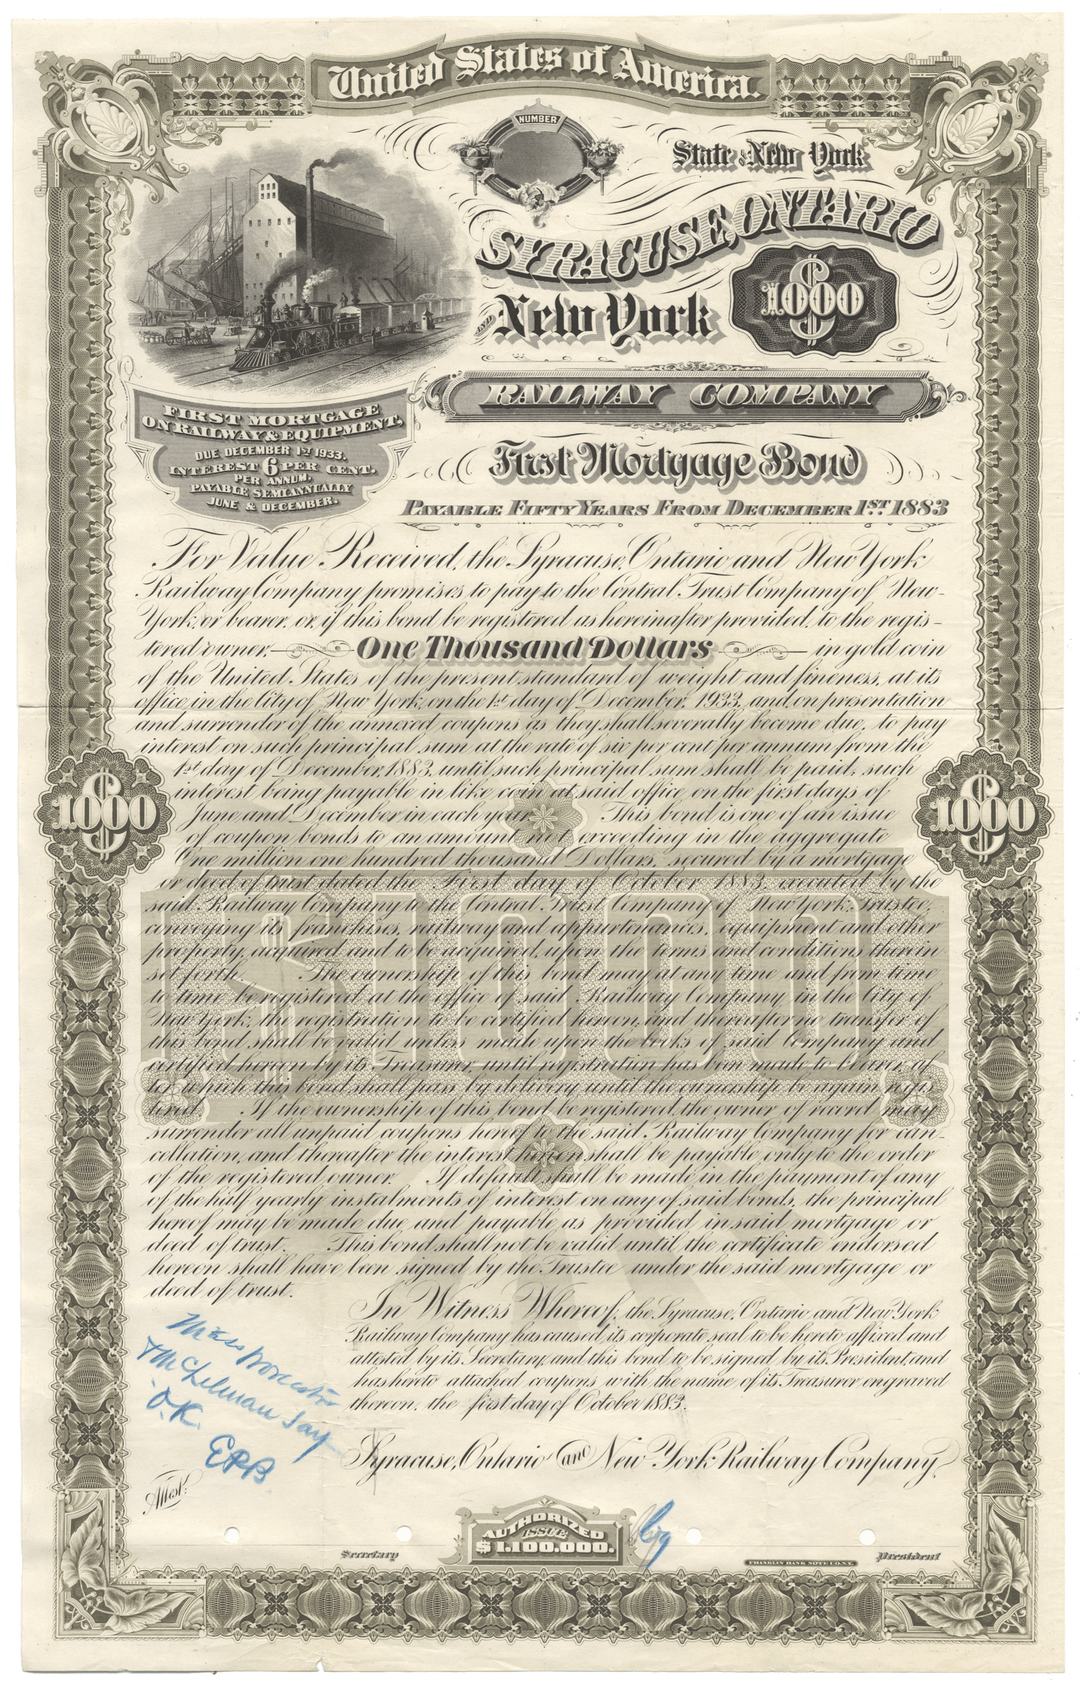 United States of America.
NUMBER
State of New York
SYRACUSE, ONTARIO
AND New York
$1000
RAILWAY COMPANY
FIRST MORTGAGE
ON RAILWAY & EQUIPMENT,
DUE DECEMBER 1ST 1933.
INTEREST 6 PER CENT.
PER ANNUM,
PAYABLE SEMIANNUALLY
JUNE & DECEMBER.
First Mortgage Bond
PAYABLE FIFTY YEARS FROM DECEMBER 1ST 1883
For Value Received, the Syracuse, Ontario and New York
Railway Company promises to pay to the Central Trust Company of New-
York, or bearer, or, if this bond be registered as hereinafter provided, to the regis-
tered owner. One Thousand Dollars in gold coin
of the United States of the present standard of weight and fineness, at its
office in the City of New York, on the 1st day of December, 1933, and, on presentation
and surrender of the annexed coupons as they shall severally become due, to pay
interest on such principal sum at the rate of six per cent per annum from the
1st day of December, 1883, until such principal sum shall be paid, such
interest being payable in like coin at said office, on the first days of
June and December in each year. This bond is one of an issue
of coupon bonds to an amount not exceeding in the aggregate
One million one hundred thousand Dollars, secured by a mortgage
or deed of trust dated the First day of October 1883, executed by the
said Railway Company to the Central Trust Company of New York, Trustee,
conveying its franchises, railway and appurtenances, equipment and other
property, acquired and to be acquired, upon the terms and conditions therein
set forth. The ownership of this bond may at any time and from time
to time be registered at the office of said Railway Company, in the City of
New York, the registration to be certified hereon, and thereafter no transfer of
this bond shall be valid unless made upon the books of said company and
certified hereon by its Treasurer, until registration has been made to bearer, af-
ter which this bond shall pass by delivery until the ownership be again regis-
tered. If the ownership of this bond be registered, the owner of record may
surrender all unpaid coupons hereof to the said Railway Company for can-
cellation, and thereafter the interest hereon shall be payable only to the order
of the registered owner. If default shall be made, in the payment of any
of the half yearly instalments of interest on any of said bonds, the principal
hereof may be made due and payable as provided in said mortgage or
deed of trust. This bond shall not be valid until the certificate endorsed
hereon shall have been signed by the Trustee under the said mortgage or
deed of trust.
$1000
$1000
$1000
In Witness Whereof, the Syracuse, Ontario and New York
Railway Company has caused its corporate seal to be hereto affixed and
attested by its Secretary, and this bond to be signed by its President, and
has hereto attached coupons with the name of its Treasurer engraved
thereon, the first day of October 1883.
say
O.K.
EPB
Syracuse, Ontario and New York Railway Company,
Attest:
AUTHORIZED
ISSUE
$1,100,000.
Secretary
FRANKLIN BANK NOTE CO. N.Y.
President